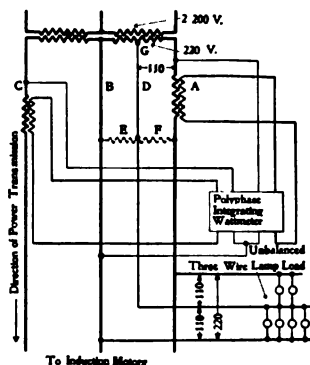 2 200 V.
G
220 V.
110
C
B
D
A
E
F
Direction of Power Transmission
Polyphase
Integrating
Wattmeter
Unbalanced
Three Wire Lamp Load
110
110
220
To Induction Motors